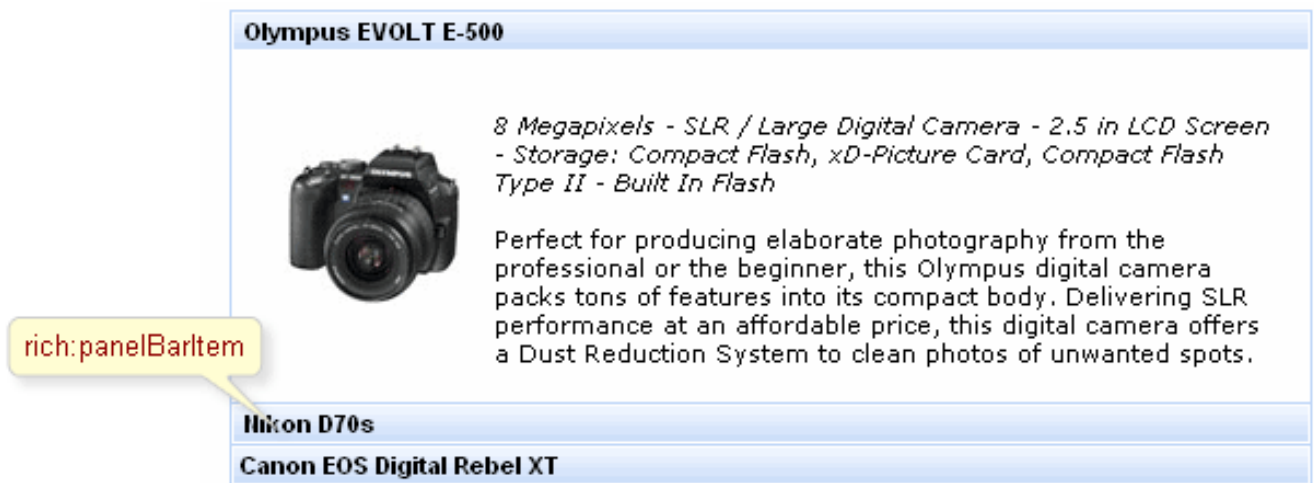 Olympus EVOLT E-500
8 Megapixels - SLR / Large Digital Camera - 2.5 in LCD Screen
- Storage: Compact Flash, xD-Picture Card, Compact Flash
Type II - Built In Flash
OLYMPUS
Perfect for producing elaborate photography from the
professional or the beginner, this Olympus digital camera
packs tons of features into its compact body. Delivering SLR
performance at an affordable price, this digital camera offers
a Dust Reduction System to clean photos of unwanted spots.
rich:panelBarItem
Nikon D70s
Canon EOS Digital Rebel XT